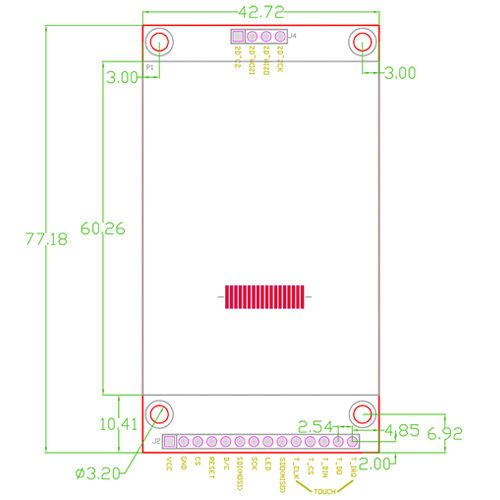 42.72
J4
SD_CS
SD_MOSI
SD_MISO
SD_SCK
P1
3.00
3.00
60.26
77.18
10.41
2.54
4.85
6.92
J2
2.00
Ø3.20
VCC
GND
CS
RESET
D/C
SDI(MOSI)
SCK
LED
SDO(MISO)
T_CLK
T_CS
T_DIN
T_DO
T_IRQ
TOUCH